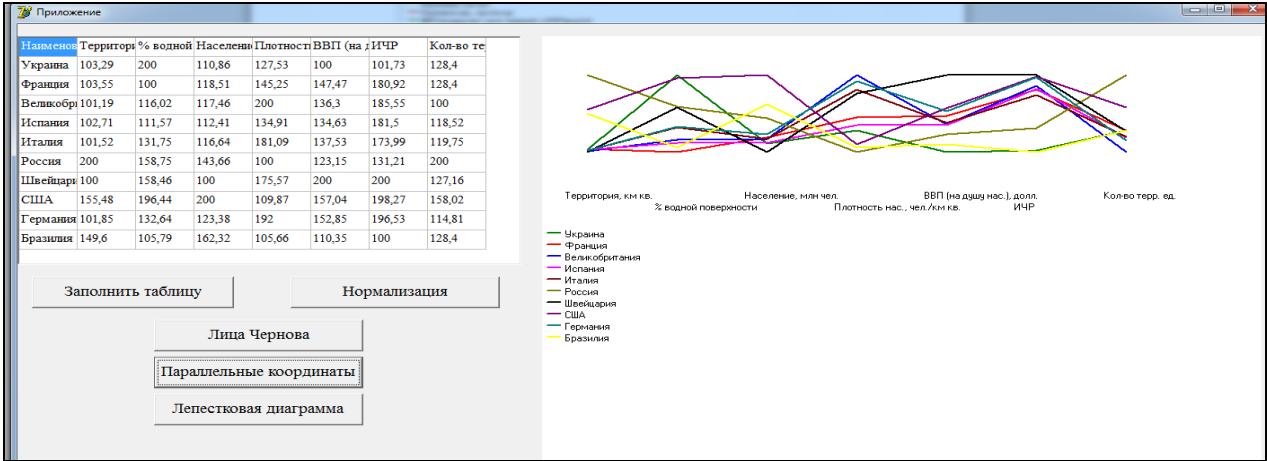 Приложение
Наименов Территори % водной Населени Плотност ВВП (на д ИЧР Кол-во те
Украина 103,29 200 110,86 127,53 100 101,73 128,4
Франция 103,55 100 118,51 145,25 147,47 180,92 128,4
Великобр 101,19 116,02 117,46 200 136,3 185,55 100
Испания 102,71 111,57 112,41 134,91 134,63 181,5 118,52
Италия 101,52 131,75 116,64 181,09 137,53 173,99 119,75
Россия 200 158,75 143,66 100 123,15 131,21 200
Швейцари 100 158,46 100 175,57 200 200 127,16
США 155,48 196,44 200 109,87 157,04 198,27 158,02
Германия 101,85 132,64 123,38 192 152,85 196,53 114,81
Бразилия 149,6 105,79 162,32 105,66 110,35 100 128,4
Заполнить таблицу
Нормализация
Лица Чернова
Параллельные координаты
Лепестковая диаграмма
Территория, км кв. Население, млн чел. ВВП (на душу нас.), долл. Кол-во терр. ед.
% водной поверхности Плотность нас., чел./км кв. ИЧР
Украина
Франция
Великобритания
Испания
Италия
Россия
Швейцария
США
Германия
Бразилия